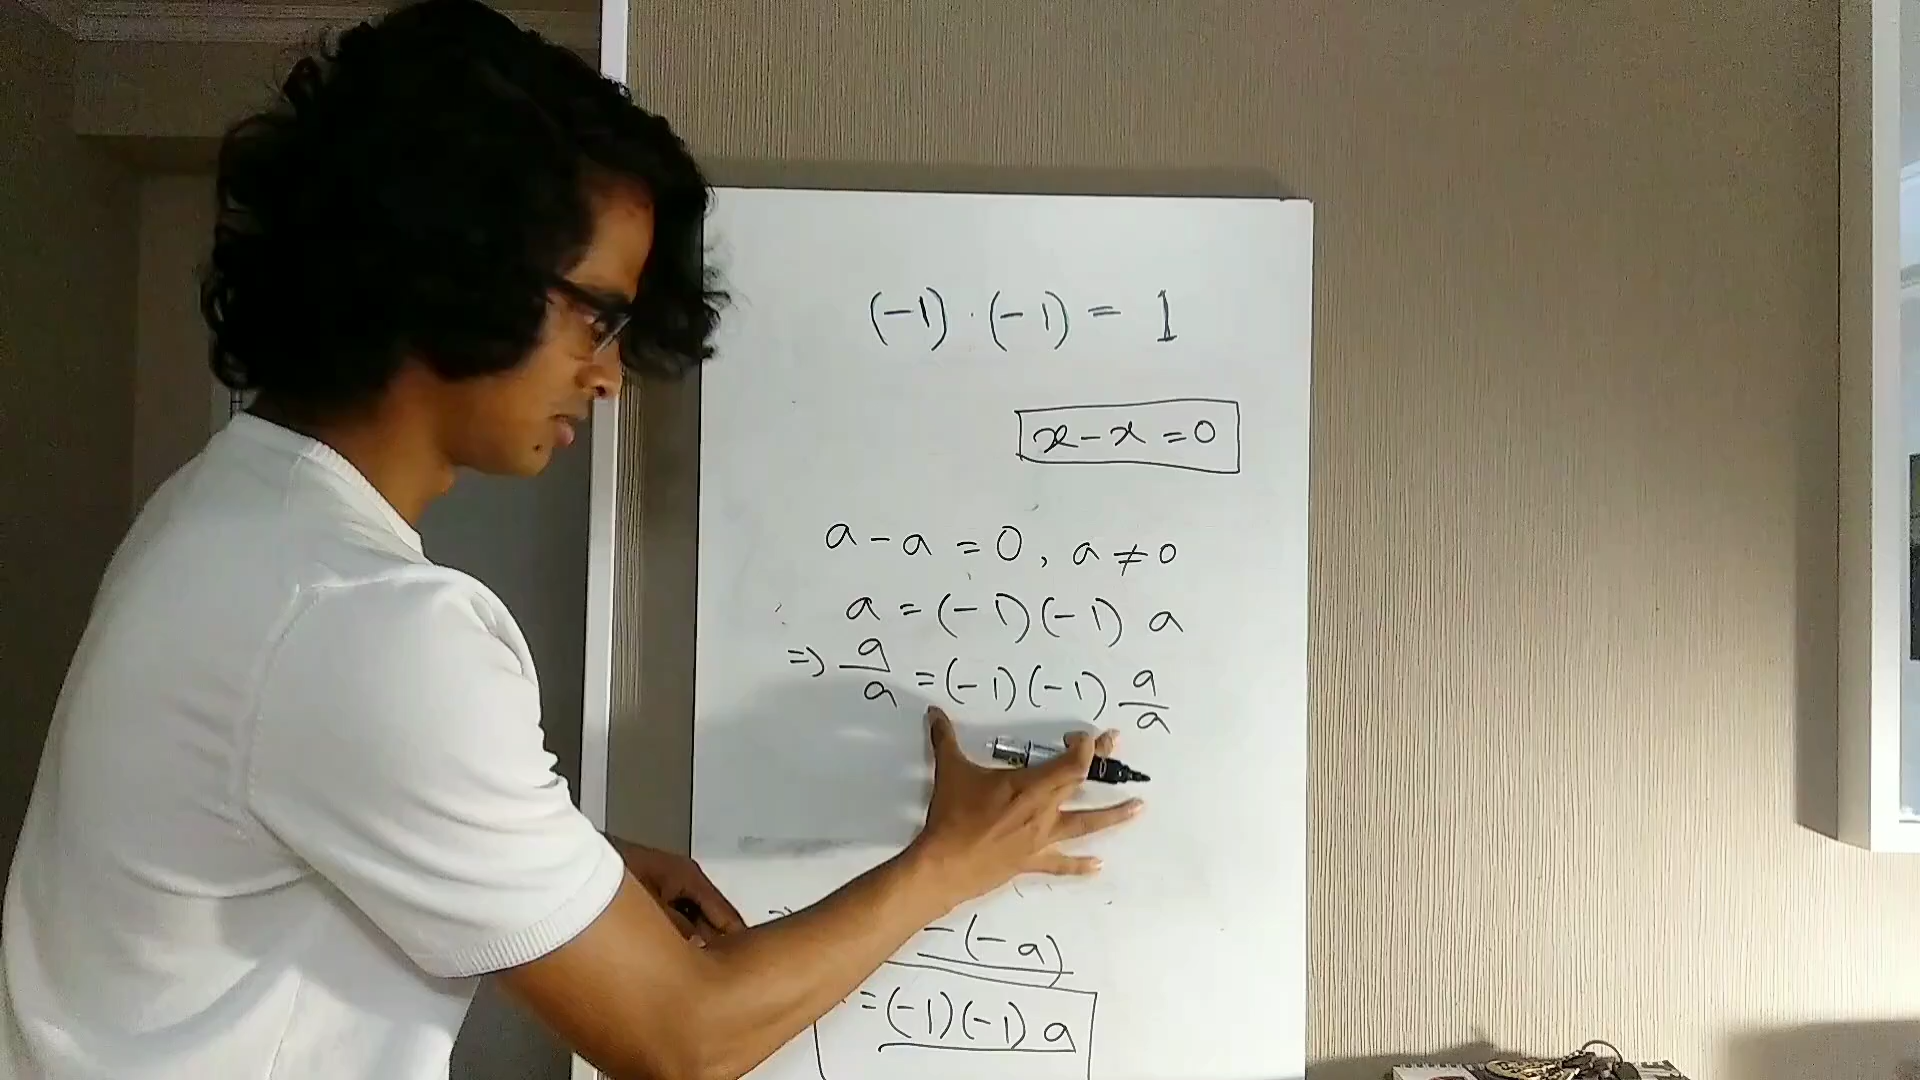 (-1) · (-1) = 1
x - x = 0
a - a = 0, a ≠ 0
a = (-1)(-1) a
=> a/a = (-1)(-1) a/a
-(-a)
= (-1)(-1) a